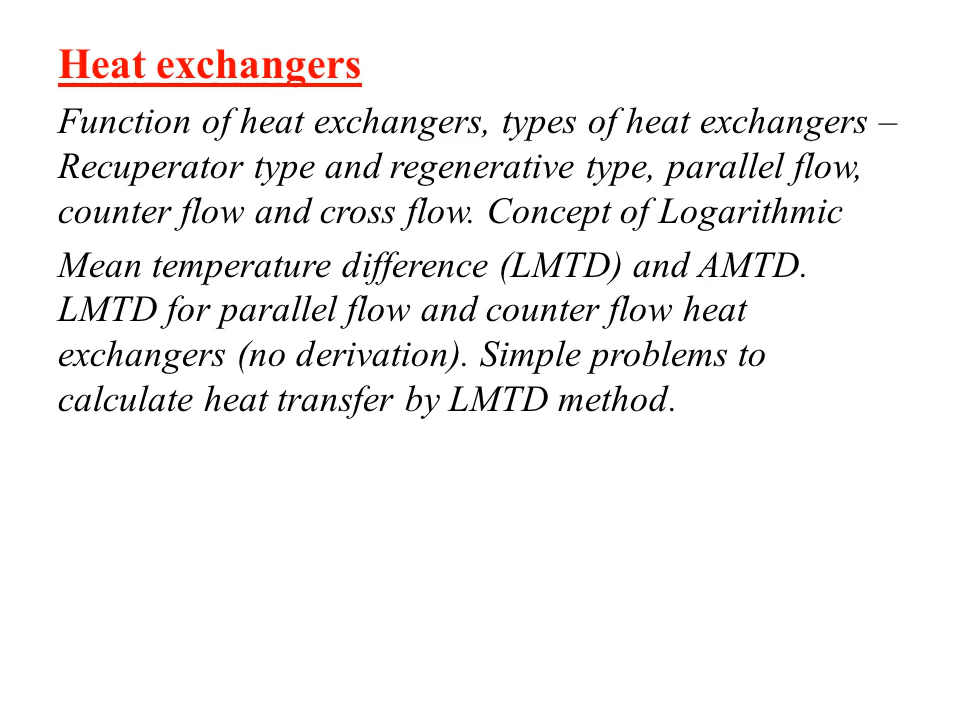 Heat exchangers
Function of heat exchangers, types of heat exchangers –
Recuperator type and regenerative type, parallel flow,
counter flow and cross flow. Concept of Logarithmic
Mean temperature difference (LMTD) and AMTD.
LMTD for parallel flow and counter flow heat
exchangers (no derivation). Simple problems to
calculate heat transfer by LMTD method.